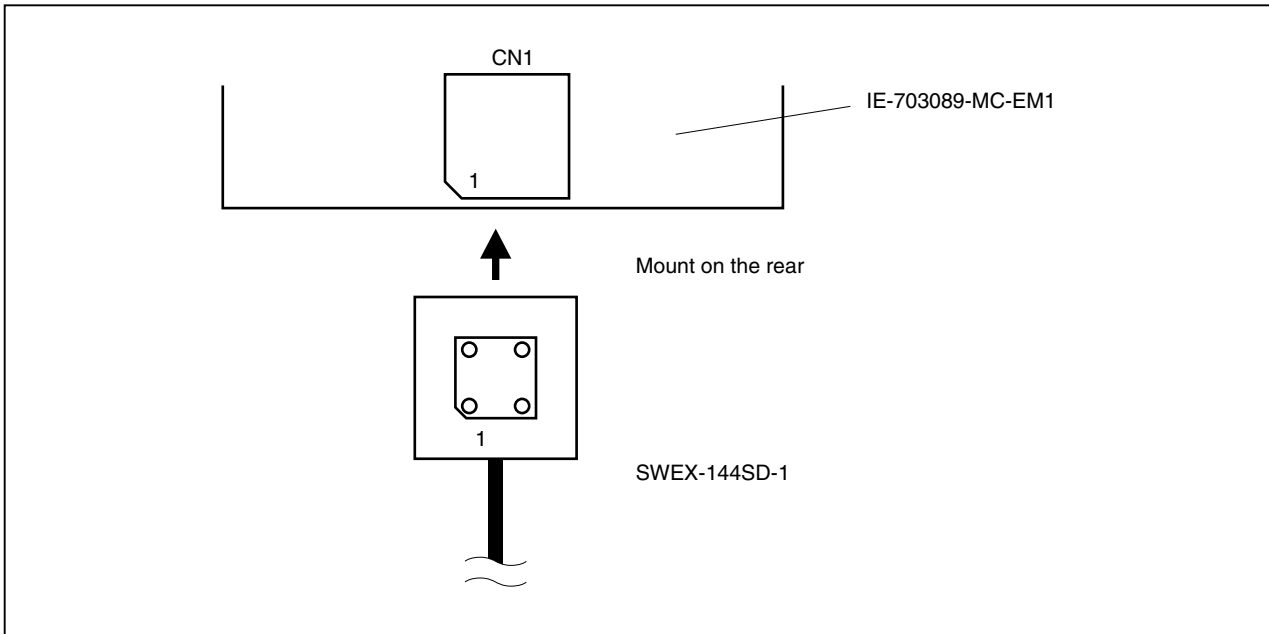 CN1
IE-703089-MC-EM1
1
Mount on the rear
1
SWEX-144SD-1